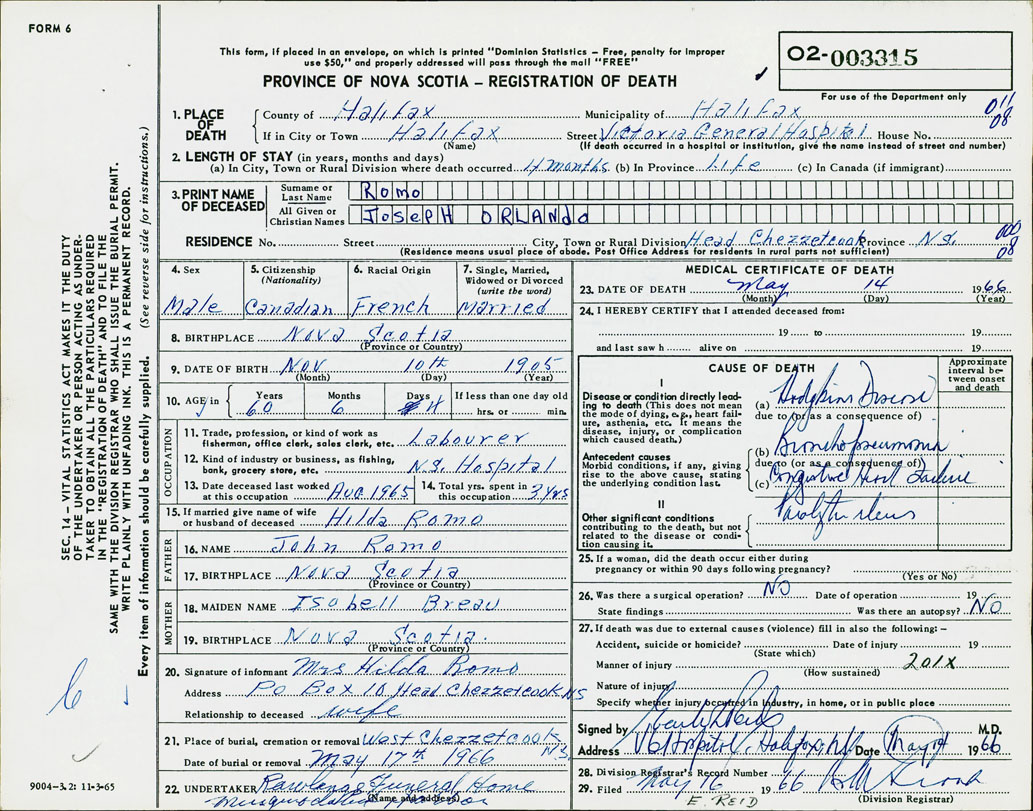 FORM 6
This form, if placed in an envelope, on which is printed "Dominion Statistics – Free, penalty for improper
use $50," and properly addressed will pass through the mail "FREE"
PROVINCE OF NOVA SCOTIA – REGISTRATION OF DEATH
02-003315
For use of the Department only
1. PLACE OF DEATH
County of Halifax Municipality of Halifax 011
If in City or Town Halifax Street Victoria General Hospital House No. 08
(Name) (If death occurred in a hospital or institution, give the name instead of street and number)
2. LENGTH OF STAY (in years, months and days)
(a) In City, Town or Rural Division where death occurred 4 months (b) In Province Life (c) In Canada (if immigrant)
3. PRINT NAME OF DECEASED
Surname or Last Name Romo
All Given or Christian Names JOSEPH ORLANDO
RESIDENCE No. Street City, Town or Rural Division Head Chezzetcook Province N.S. 000
(Residence means usual place of abode. Post Office Address for residents in rural parts not sufficient) 08
4. Sex Male
5. Citizenship (Nationality) Canadian
6. Racial Origin French
7. Single, Married, Widowed or Divorced (write the word) Married
8. BIRTHPLACE Nova Scotia
(Province or Country)
9. DATE OF BIRTH Nov 10th 1905
(Month) (Day) (Year)
10. AGE in Years 60 Months 6 Days 4 If less than one day old
hrs. or min.
OCCUPATION
11. Trade, profession, or kind of work as fisherman, office clerk, sales clerk, etc. Labourer
12. Kind of industry or business, as fishing, bank, grocery store, etc. N.S. Hospital
13. Date deceased last worked at this occupation Aug 1965
14. Total yrs. spent in this occupation 3 yrs
15. If married give name of wife or husband of deceased Hilda Romo
FATHER
16. NAME John Romo
17. BIRTHPLACE Nova Scotia
(Province or Country)
MOTHER
18. MAIDEN NAME Isobell Breau
19. BIRTHPLACE Nova Scotia
(Province or Country)
20. Signature of informant Mrs Hilda Romo
Address Po Box 10 Head Chezzetcook NS
Relationship to deceased wife
21. Place of burial, cremation or removal West Chezzetcook N.S.
Date of burial or removal May 17th 1966
22. UNDERTAKER Rawlings Funeral Home
(Name and address)
MEDICAL CERTIFICATE OF DEATH
23. DATE OF DEATH May 14 1966
(Month) (Day) (Year)
24. I HEREBY CERTIFY that I attended deceased from:
19 to 19
and last saw h alive on 19
CAUSE OF DEATH
Approximate interval between onset and death
I
Disease or condition directly leading to death (This does not mean the mode of dying, e.g., heart failure, asthenia, etc. It means the disease, injury, or complication which caused death.)
(a) Hodgkins Disease
due to (or as a consequence of)
Antecedent causes
Morbid conditions, if any, giving rise to the above cause, stating the underlying condition last.
(b) Bronchopneumonia
due to (or as a consequence of)
(c) Congestive Heart Failure
II
Other significant conditions contributing to the death, but not related to the disease or condition causing it.
Paralytic ileus
25. If a woman, did the death occur either during pregnancy or within 90 days following pregnancy?
(Yes or No)
26. Was there a surgical operation? NO Date of operation 19
State findings Was there an autopsy? NO
27. If death was due to external causes (violence) fill in also the following:–
Accident, suicide or homicide? Date of injury 19
(State which)
Manner of injury 201X
(How sustained)
Nature of injury
Specify whether injury occurred in industry, in home, or in public place
Signed by M.D.
Address V G Hospital, Halifax, NS Date May 14 1966
28. Division Registrar's Record Number
29. Filed May 16 1966
(Division Registrar)
E. REID
SEC. 14 – VITAL STATISTICS ACT MAKES IT THE DUTY
OF THE UNDERTAKER OR PERSON ACTING AS UNDER-
TAKER TO OBTAIN ALL THE PARTICULARS REQUIRED
IN THE "REGISTRATION OF DEATH" AND TO FILE THE
SAME WITH THE DIVISION REGISTRAR WHO SHALL ISSUE THE BURIAL PERMIT.
WRITE PLAINLY WITH UNFADING INK. THIS IS A PERMANENT RECORD.
Every item of information should be carefully supplied. (See reverse side for instructions.)
9004-3.2: 11-3-65